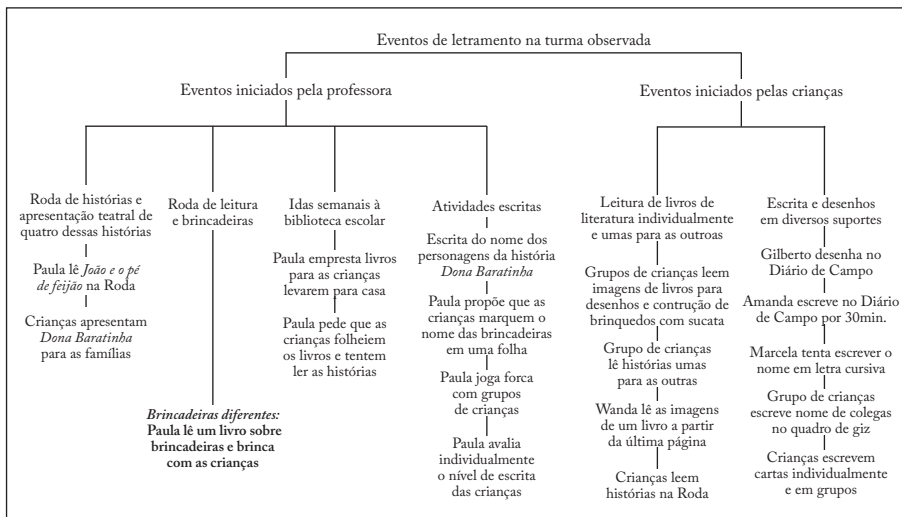 Eventos de letramento na turma observada
Eventos iniciados pela professora
Roda de histórias e
apresentação teatral de
quatro dessas histórias
Paula lê João e o pé
de feijão na Roda
Crianças apresentam
Dona Baratinha
para as famílias
Roda de leitura
e brincadeiras
Brincadeiras diferentes:
Paula lê um livro sobre
brincadeiras e brinca
com as crianças
Idas semanais à
biblioteca escolar
Paula empresta livros
para as crianças
levarem para casa
Paula pede que as
crianças folheiem
os livros e tentem
ler as histórias
Atividades escritas
Escrita do nome dos
personagens da história
Dona Baratinha
Paula propõe que as
crianças marquem o
nome das brincadeiras
em uma folha
Paula joga forca
com grupos
de crianças
Paula avalia
individualmente
o nível de escrita
das crianças
Eventos iniciados pelas crianças
Leitura de livros de
literatura individualmente
e umas para as outroas
Grupos de crianças leem
imagens de livros para
desenhos e contrução de
brinquedos com sucata
Grupo de crianças
lê histórias umas
para as outras
Wanda lê as imagens
de um livro a partir
da última página
Crianças leem
histórias na Roda
Escrita e desenhos
em diversos suportes
Gilberto desenha no
Diário de Campo
Amanda escreve no Diário
de Campo por 30min.
Marcela tenta escrever o
nome em letra cursiva
Grupo de crianças
escreve nome de colegas
no quadro de giz
Crianças escrevem
cartas individualmente
e em grupos